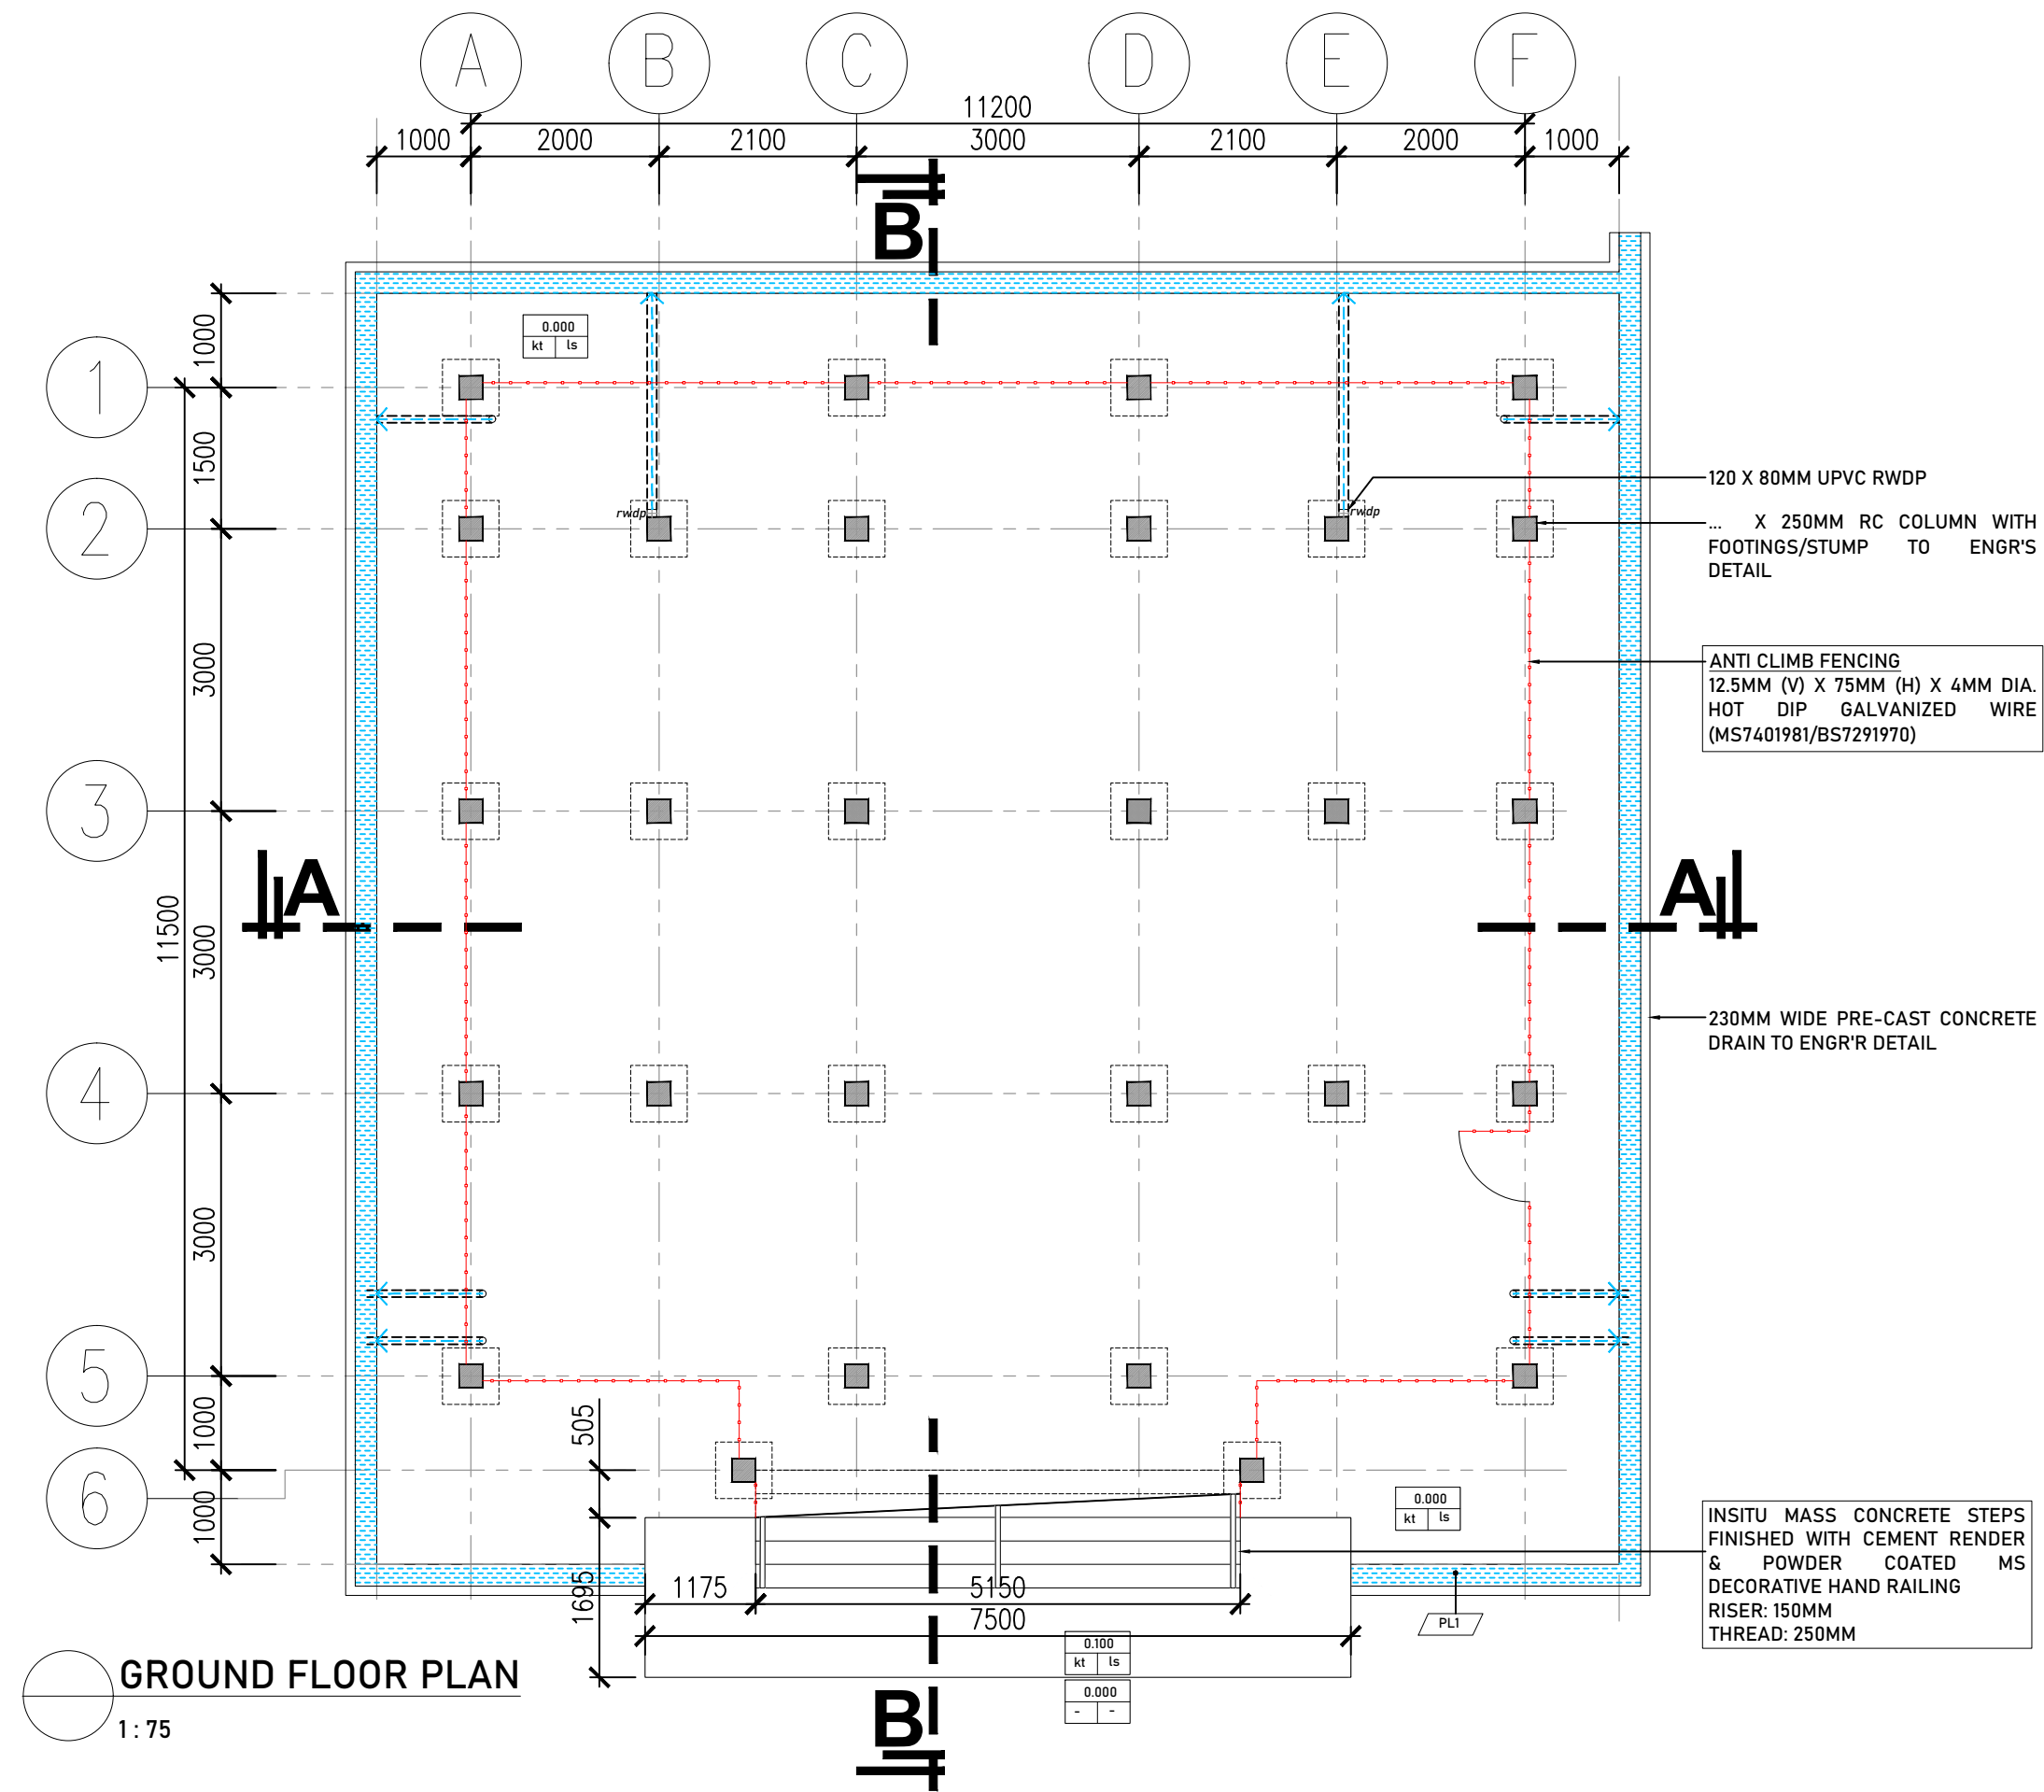 A B C D E F
11200
1000 2000 2100 3000 2100 2000 1000
B
0.000
kt ls
1
1000
1500
2
rwdp
rwdp
120 X 80MM UPVC RWDP
... X 250MM RC COLUMN WITH
FOOTINGS/STUMP TO ENGR'S
DETAIL
3000
ANTI CLIMB FENCING
12.5MM (V) X 75MM (H) X 4MM DIA.
HOT DIP GALVANIZED WIRE
(MS7401981/BS7291970)
3
A
A
11500
3000
230MM WIDE PRE-CAST CONCRETE
DRAIN TO ENGR'R DETAIL
4
3000
5
1000
505
6
1000
0.000
kt ls
INSITU MASS CONCRETE STEPS
FINISHED WITH CEMENT RENDER
& POWDER COATED MS
DECORATIVE HAND RAILING
RISER: 150MM
THREAD: 250MM
1695
1175 5150
7500
PL1
0.100
kt ls
0.000
- -
B
GROUND FLOOR PLAN
1 : 75